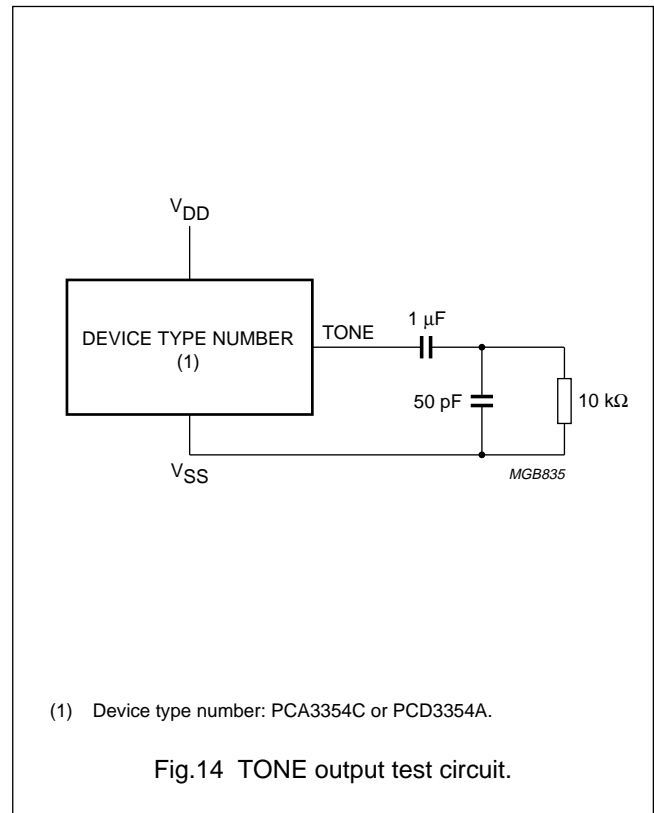 V_DD
DEVICE TYPE NUMBER
(1)
TONE
1 μF
50 pF
10 kΩ
V_SS
MGB835
(1) Device type number: PCA3354C or PCD3354A.
Fig.14 TONE output test circuit.